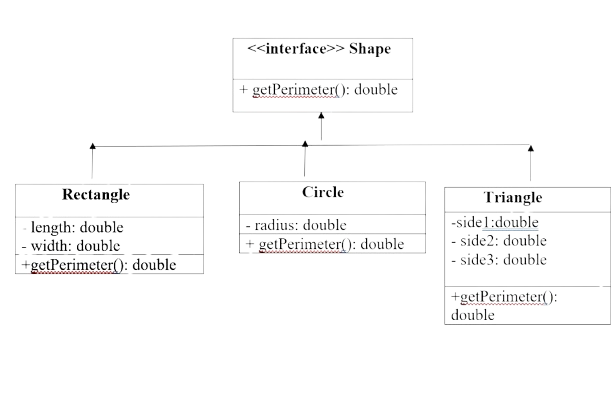 <<interface>> Shape
+ getPerimeter(): double
Rectangle
- length: double
- width: double
+getPerimeter(): double
Circle
- radius: double
+ getPerimeter(): double
Triangle
-side1:double
- side2: double
- side3: double
+getPerimeter():
double